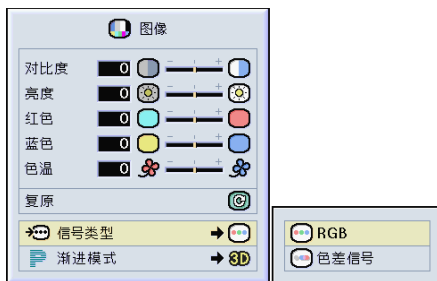 图像
对比度 0
亮度 0
红色 0
蓝色 0
色温 0
复原
信号类型
渐进模式 3D
RGB
色差信号